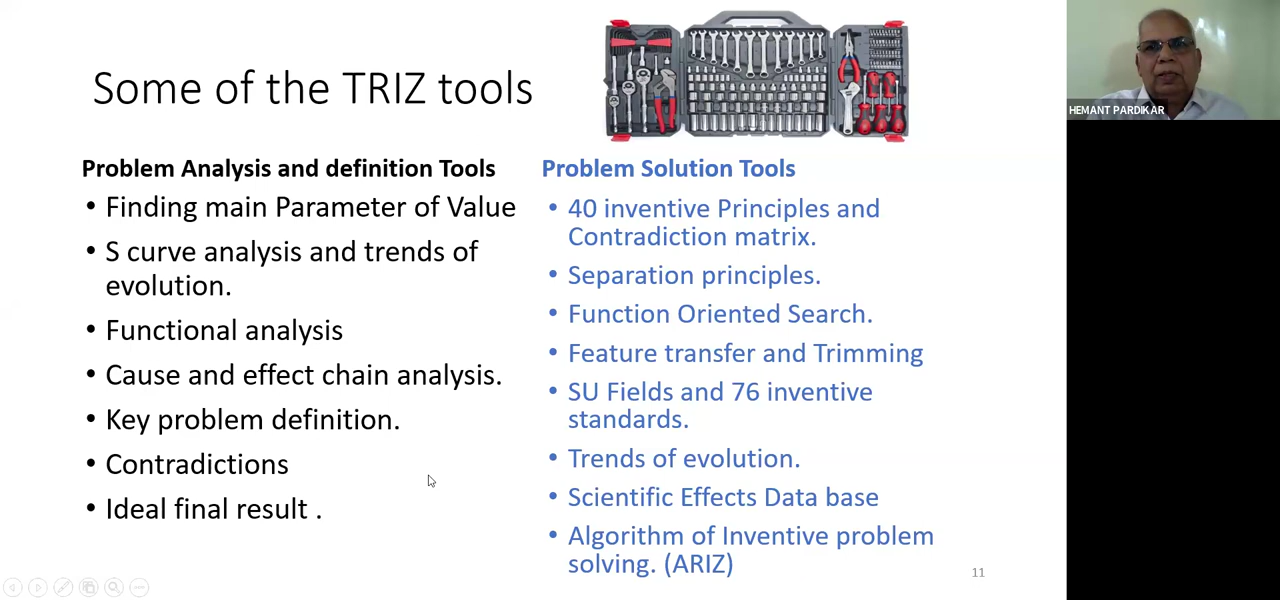 Some of the TRIZ tools
HEMANT PARDIKAR
Problem Analysis and definition Tools
• Finding main Parameter of Value
• S curve analysis and trends of
evolution.
• Functional analysis
• Cause and effect chain analysis.
• Key problem definition.
• Contradictions
• Ideal final result .
Problem Solution Tools
• 40 inventive Principles and
Contradiction matrix.
• Separation principles.
• Function Oriented Search.
• Feature transfer and Trimming
• SU Fields and 76 inventive
standards.
• Trends of evolution.
• Scientific Effects Data base
• Algorithm of Inventive problem
solving. (ARIZ)
11